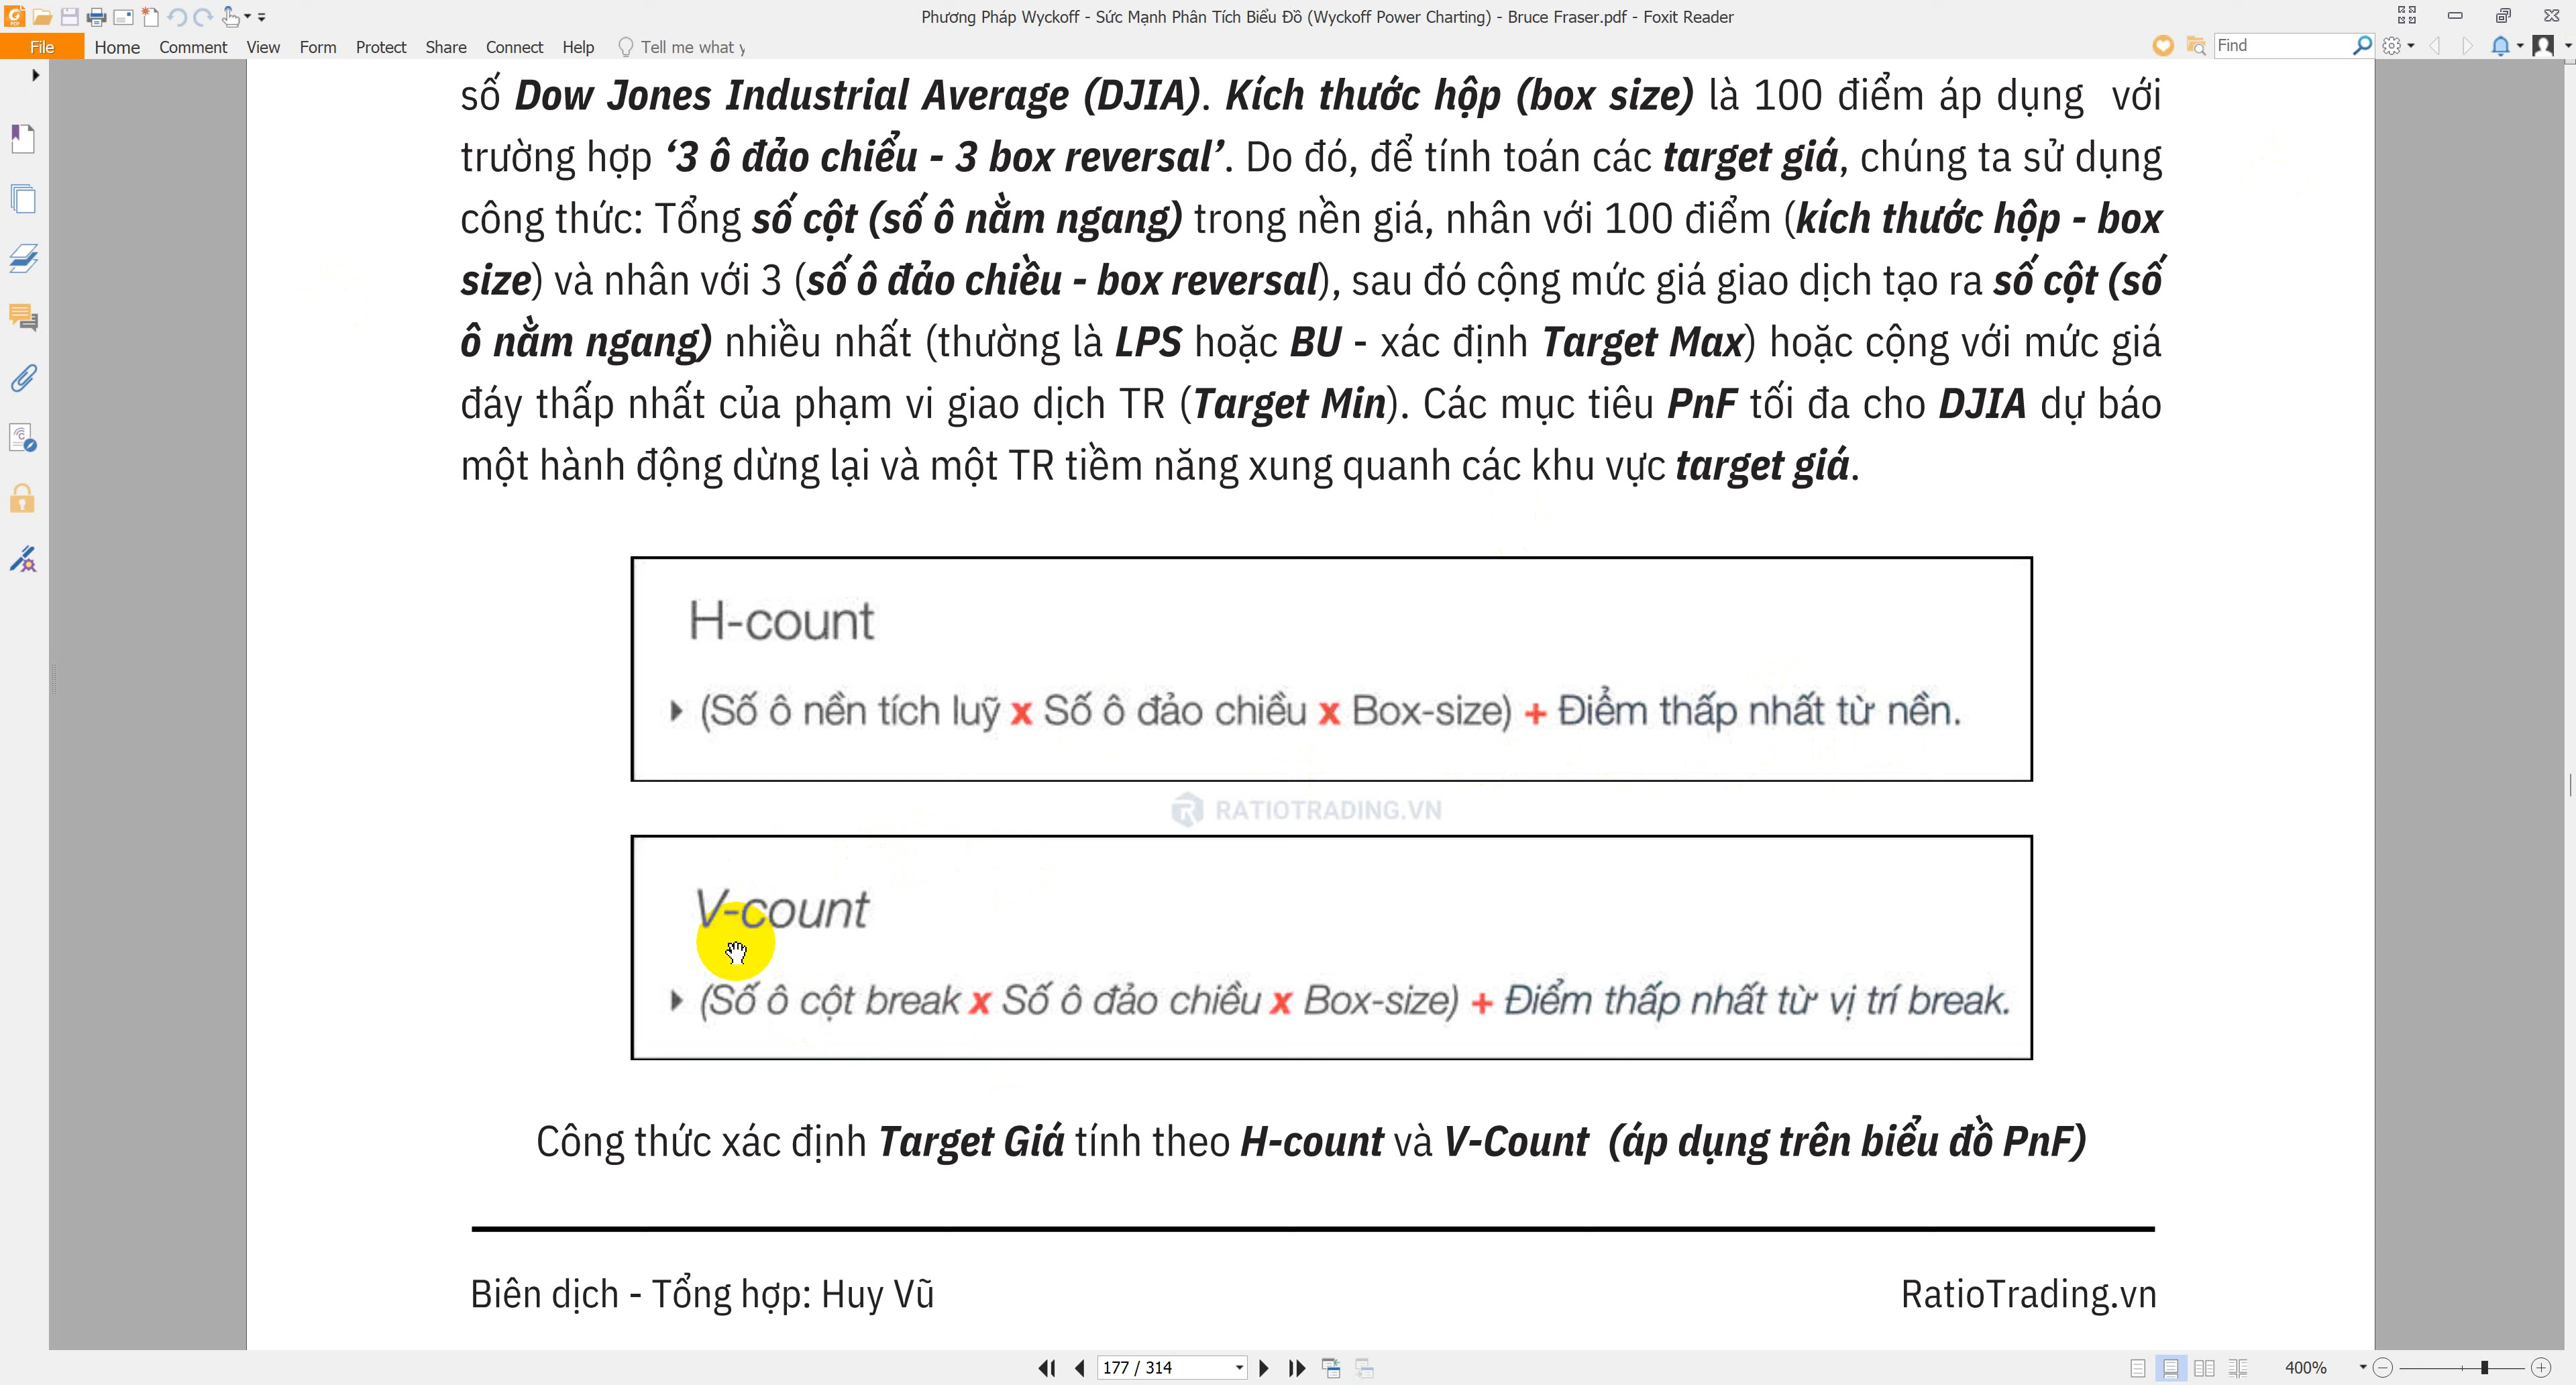 Phương Pháp Wyckoff - Sức Mạnh Phân Tích Biểu Đồ (Wyckoff Power Charting) - Bruce Fraser.pdf - Foxit Reader
File Home Comment View Form Protect Share Connect Help Tell me what y Find
số Dow Jones Industrial Average (DJIA). Kích thước hộp (box size) là 100 điểm áp dụng với
trường hợp ‘3 ô đảo chiểu - 3 box reversal’. Do đó, để tính toán các target giá, chúng ta sử dụng
công thức: Tổng số cột (số ô nằm ngang) trong nền giá, nhân với 100 điểm (kích thước hộp - box
size) và nhân với 3 (số ô đảo chiều - box reversal), sau đó cộng mức giá giao dịch tạo ra số cột (số
ô nằm ngang) nhiều nhất (thường là LPS hoặc BU - xác định Target Max) hoặc cộng với mức giá
đáy thấp nhất của phạm vi giao dịch TR (Target Min). Các mục tiêu PnF tối đa cho DJIA dự báo
một hành động dừng lại và một TR tiềm năng xung quanh các khu vực target giá.
H-count
(Số ô nền tích luỹ x Số ô đảo chiều x Box-size) + Điểm thấp nhất từ nền.
RATIOTRADING.VN
V-count
(Số ô cột break x Số ô đảo chiều x Box-size) + Điểm thấp nhất từ vị trí break.
Công thức xác định Target Giá tính theo H-count và V-Count (áp dụng trên biểu đồ PnF)
Biên dịch - Tổng hợp: Huy Vũ RatioTrading.vn
177 / 314 400%